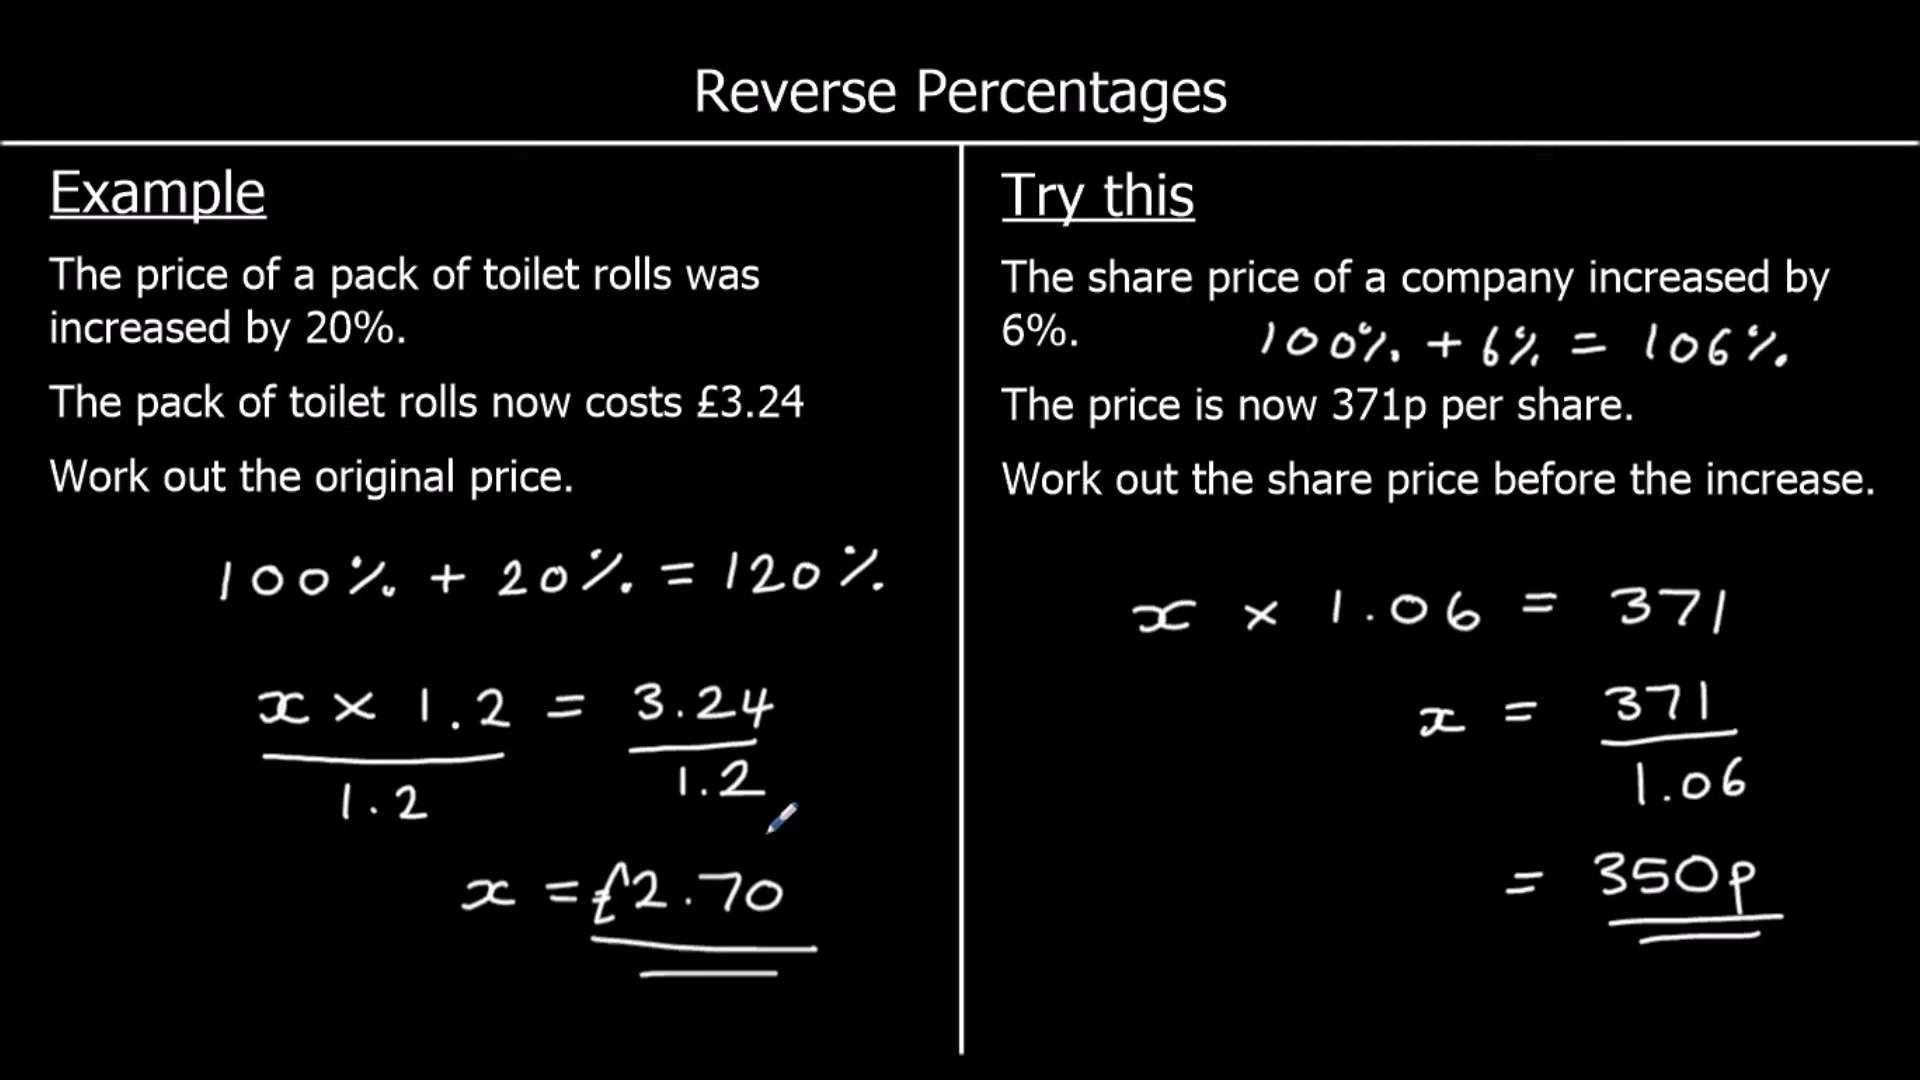 Reverse Percentages
Example
The price of a pack of toilet rolls was
increased by 20%.
The pack of toilet rolls now costs £3.24
Work out the original price.
100% + 20% = 120%
x × 1.2 = 3.24
1.2 1.2
x = £2.70
Try this
The share price of a company increased by
6%. 100% + 6% = 106%
The price is now 371p per share.
Work out the share price before the increase.
x × 1.06 = 371
x = 371
1.06
= 350p